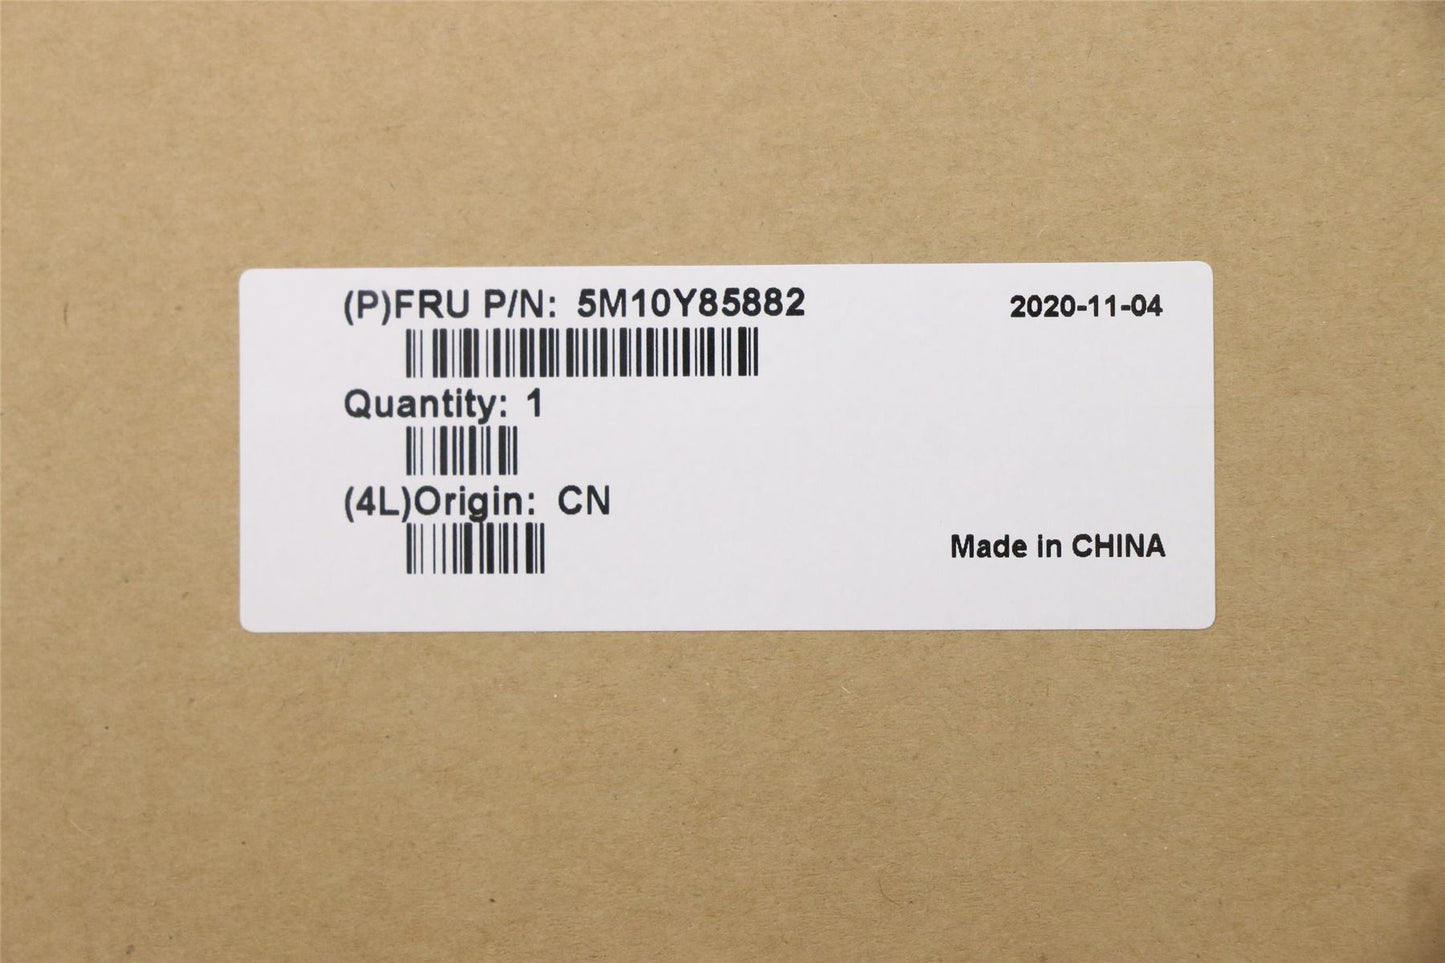 (P)FRU P/N: 5M10Y85882
2020-11-04
Quantity: 1
(4L)Origin: CN
Made in CHINA